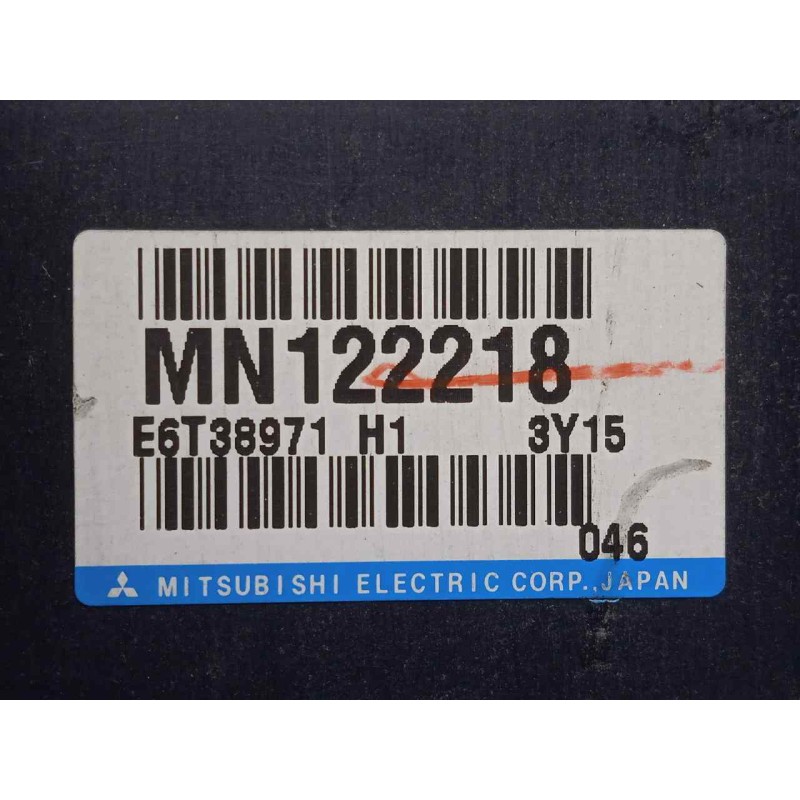 MN122218
E6T38971 H1 3Y15
046
MITSUBISHI ELECTRIC CORP., JAPAN